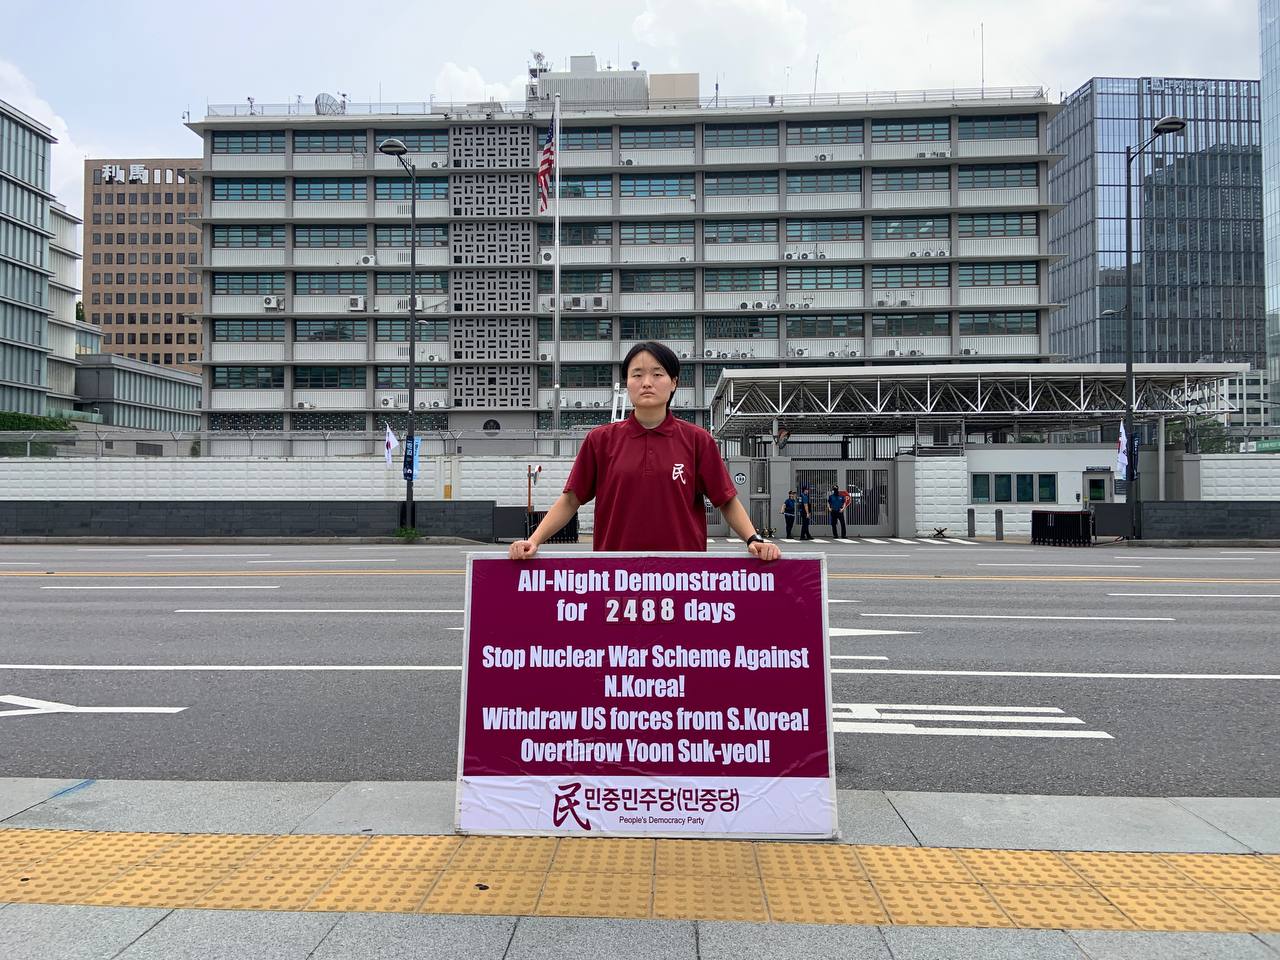 利馬
民
All-Night Demonstration
for 2488 days
Stop Nuclear War Scheme Against
N.Korea!
Withdraw US forces from S.Korea!
Overthrow Yoon Suk-yeol!
民 민중민주당(민중당)
People's Democracy Party